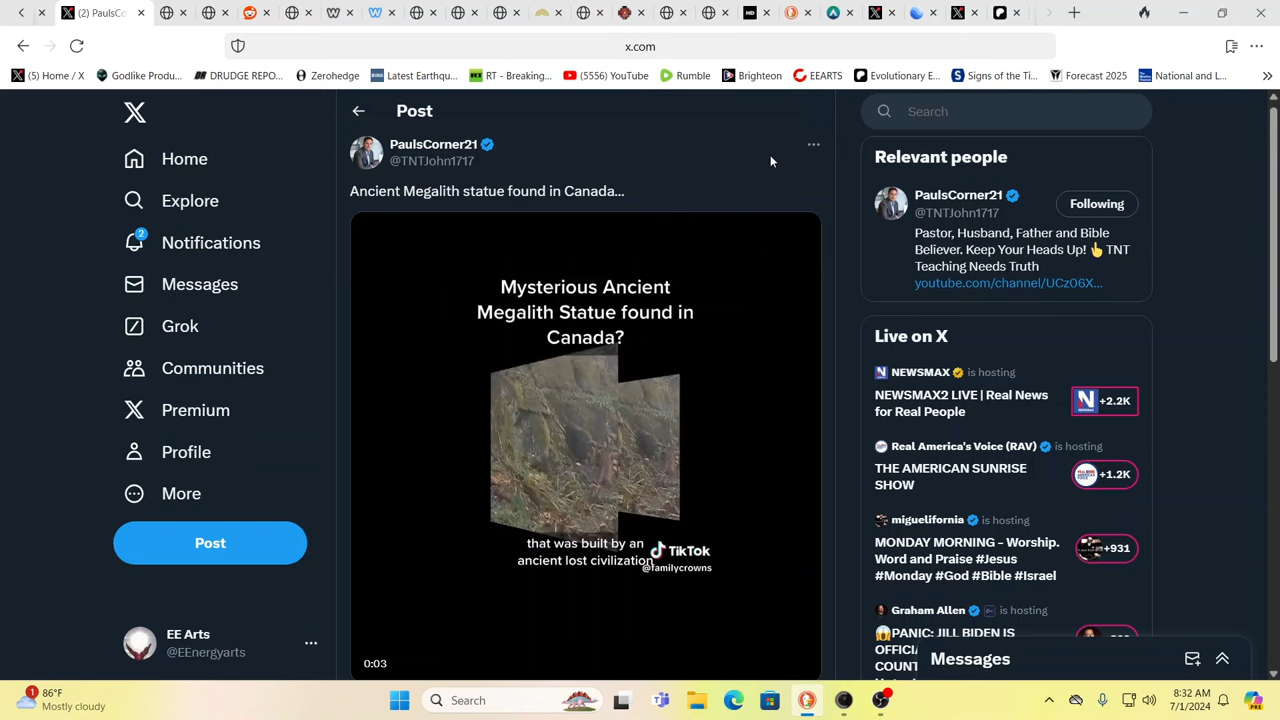 (2) PaulsCor
x.com
(5) Home / X
Godlike Produ...
DRUDGE REPO...
Zerohedge
Latest Earthqu...
RT - Breaking...
(5556) YouTube
Rumble
Brighteon
EEARTS
Evolutionary E...
Signs of the Ti...
Forecast 2025
National and L...
Home
Explore
2
Notifications
Messages
Grok
Communities
Premium
Profile
More
Post
EE Arts
@EEnergyarts
Post
PaulsCorner21
@TNTJohn1717
Ancient Megalith statue found in Canada...
Mysterious Ancient
Megalith Statue found in
Canada?
that was built by an
ancient lost civilization
TikTok
@familycrowns
0:03
Search
Relevant people
PaulsCorner21
@TNTJohn1717
Following
Pastor, Husband, Father and Bible
Believer. Keep Your Heads Up! 👆 TNT
Teaching Needs Truth
youtube.com/channel/UCz06X...
Live on X
NEWSMAX is hosting
NEWSMAX2 LIVE | Real News
for Real People
+2.2K
Real America's Voice (RAV) is hosting
THE AMERICAN SUNRISE
SHOW
+1.2K
miguelifornia is hosting
MONDAY MORNING – Worship.
Word and Praise #Jesus
#Monday #God #Bible #Israel
+931
Graham Allen is hosting
😱PANIC: JILL BIDEN IS
OFFICI
COUNT
Messages
1
86°F
Mostly cloudy
Search
8:32 AM
7/1/2024